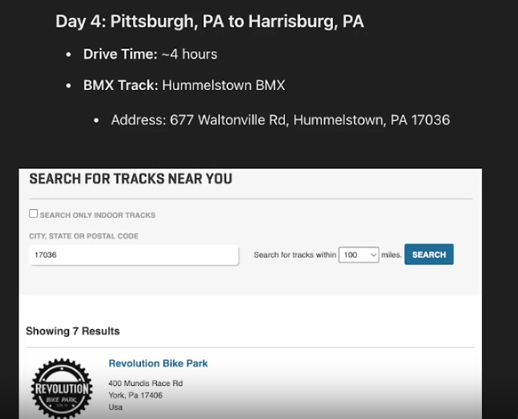 Day 4: Pittsburgh, PA to Harrisburg, PA
Drive Time: ~4 hours
BMX Track: Hummelstown BMX
Address: 677 Waltonville Rd, Hummelstown, PA 17036
SEARCH FOR TRACKS NEAR YOU
SEARCH ONLY INDOOR TRACKS
CITY, STATE OR POSTAL CODE
17036 Search for tracks within 100 miles. SEARCH
Showing 7 Results
Revolution Bike Park
400 Mundis Race Rd
York, Pa 17406
Usa
REVOLUTION
BIKE PARK